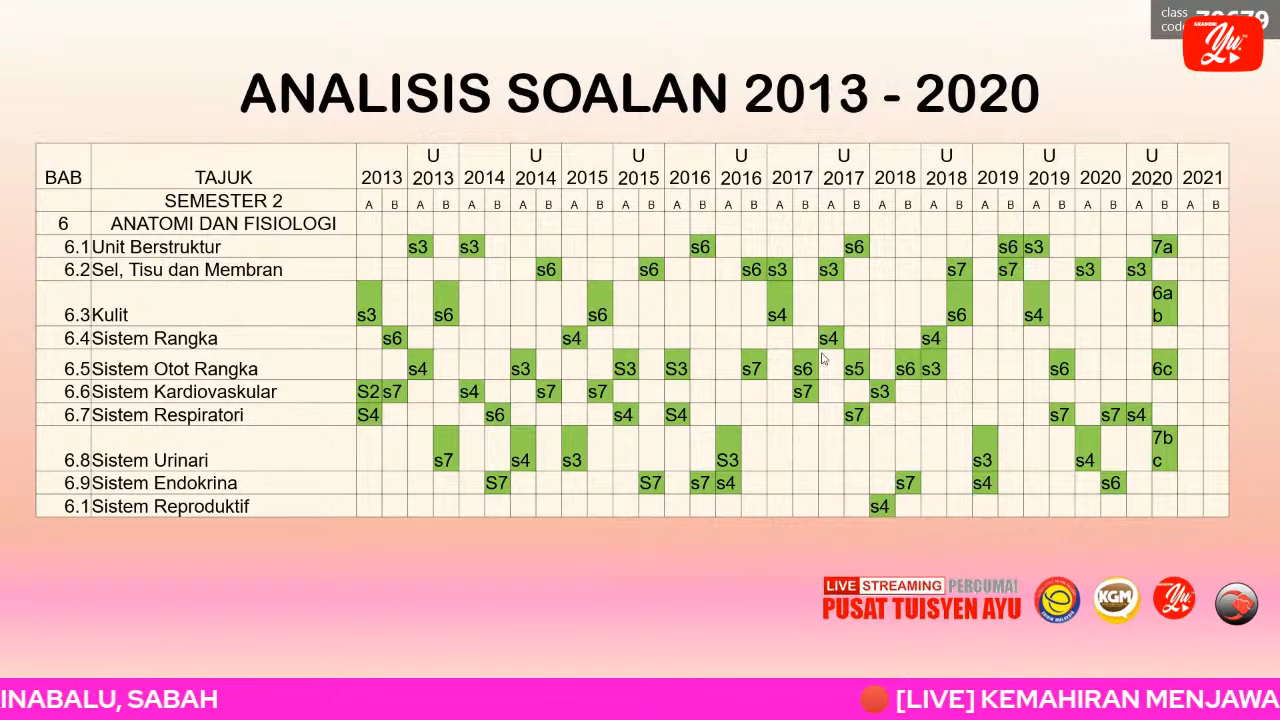 class
code
AKADEMI
Yu.
ANALISIS SOALAN 2013 - 2020
BAB TAJUK 2013 U 2013 2014 U 2014 2015 U 2015 2016 U 2016 2017 U 2017 2018 U 2018 2019 U 2019 2020 U 2020 2021
SEMESTER 2 A B A B A B A B A B A B A B A B A B A B A B A B A B A B A B A B A B
6 ANATOMI DAN FISIOLOGI
6.1 Unit Berstruktur s3 s3 s6 s6 s6 s3 7a
6.2 Sel, Tisu dan Membran s6 s6 s6 s3 s3 s7 s7 s3 s3
6.3 Kulit s3 s6 s6 s4 s6 s4 6a b
6.4 Sistem Rangka s6 s4 s4 s4
6.5 Sistem Otot Rangka s4 s3 S3 S3 s7 s6 s5 s6 s3 s6 6c
6.6 Sistem Kardiovaskular S2 s7 s4 s7 s7 s7 s3
6.7 Sistem Respiratori S4 s6 s4 S4 s7 s7 s7 s4
6.8 Sistem Urinari s7 s4 s3 S3 s3 s4 7b c
6.9 Sistem Endokrina S7 S7 s7 s4 s7 s4 s6
6.1 Sistem Reproduktif s4
LIVE STREAMING PERCUMA!
PUSAT TUISYEN AYU
KGM
INABALU, SABAH
[LIVE] KEMAHIRAN MENJAWA